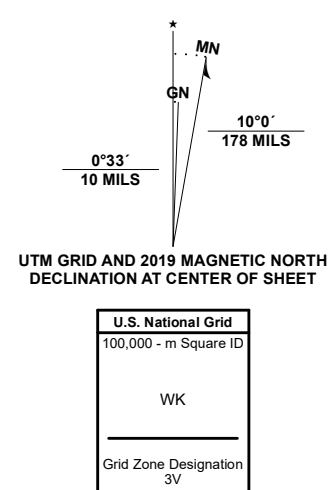 ★
MN
GN
10°0´
178 MILS
0°33´
10 MILS
UTM GRID AND 2019 MAGNETIC NORTH
DECLINATION AT CENTER OF SHEET
U.S. National Grid
100,000 - m Square ID
WK
Grid Zone Designation
3V